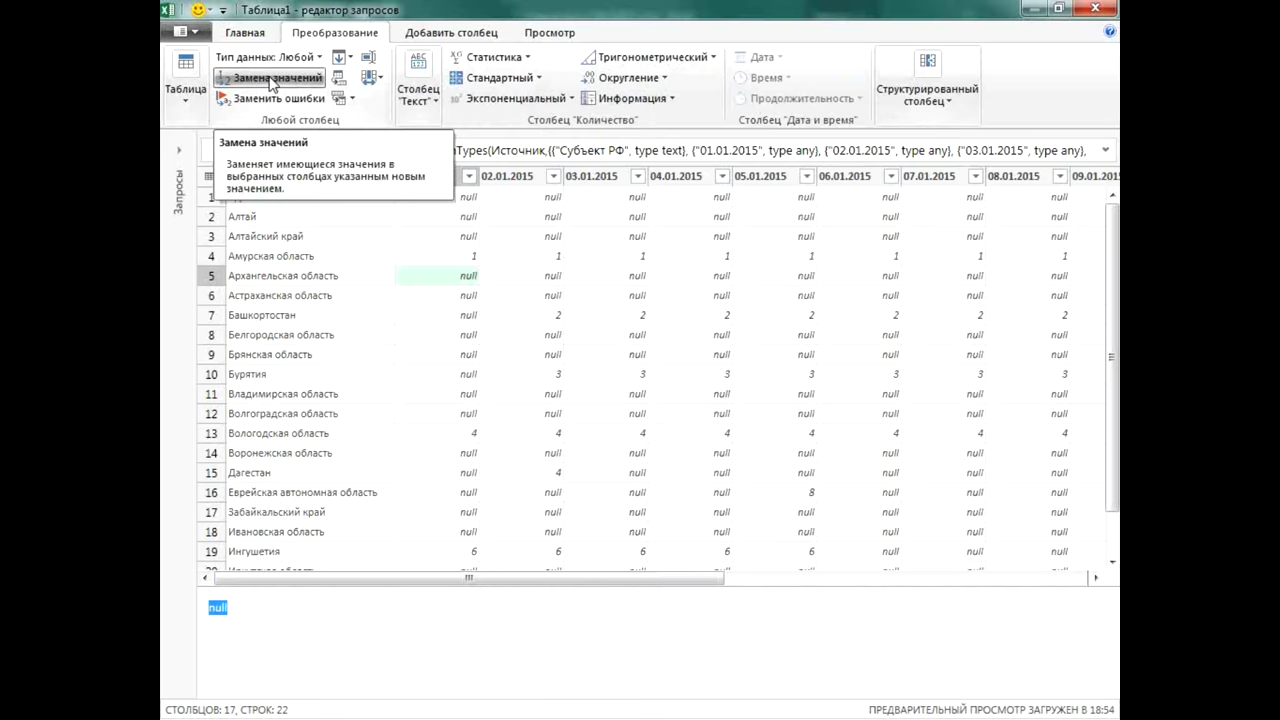 Таблица1 - редактор запросов
Главная Преобразование Добавить столбец Просмотр
Таблица
Тип данных: Любой
Замена значений
Заменить ошибки
Любой столбец
ABC
123
Столбец
"Текст"
Статистика
Стандартный
Экспоненциальный
Тригонометрический
Округление
Информация
Столбец "Количество"
Дата
Время
Продолжительность
Столбец "Дата и время"
Структурированный
столбец
Замена значений
Заменяет имеющиеся значения в
выбранных столбцах указанным новым
значением.
Запросы
nTypes(Источник,{{"Субъект РФ", type text}, {"01.01.2015", type any}, {"02.01.2015", type any}, {"03.01.2015", type any},
02.01.2015 03.01.2015 04.01.2015 05.01.2015 06.01.2015 07.01.2015 08.01.2015 09.01.201
1 null null null null null null null null
2 Алтай null null null null null null null null
3 Алтайский край null null null null null null null null
4 Амурская область 1 1 1 1 1 1 1 1
5 Архангельская область null null null null null null null null
6 Астраханская область null null null null null null null null
7 Башкортостан null 2 2 2 2 2 2 2
8 Белгородская область null null null null null null null null
9 Брянская область null null null null null null null null
10 Бурятия null 3 3 3 3 3 3 3
11 Владимирская область null null null null null null null null
12 Волгоградская область null null null null null null null null
13 Вологодская область 4 4 4 4 4 4 4 4
14 Воронежская область null null null null null null null null
15 Дагестан null 4 null null null null null null
16 Еврейская автономная область null null null null 8 null null null
17 Забайкальский край null null null null null null null null
18 Ивановская область null null null null null null null null
19 Ингушетия 6 6 6 6 6 null null null
null
СТОЛБЦОВ: 17, СТРОК: 22
ПРЕДВАРИТЕЛЬНЫЙ ПРОСМОТР ЗАГРУЖЕН В 18:54